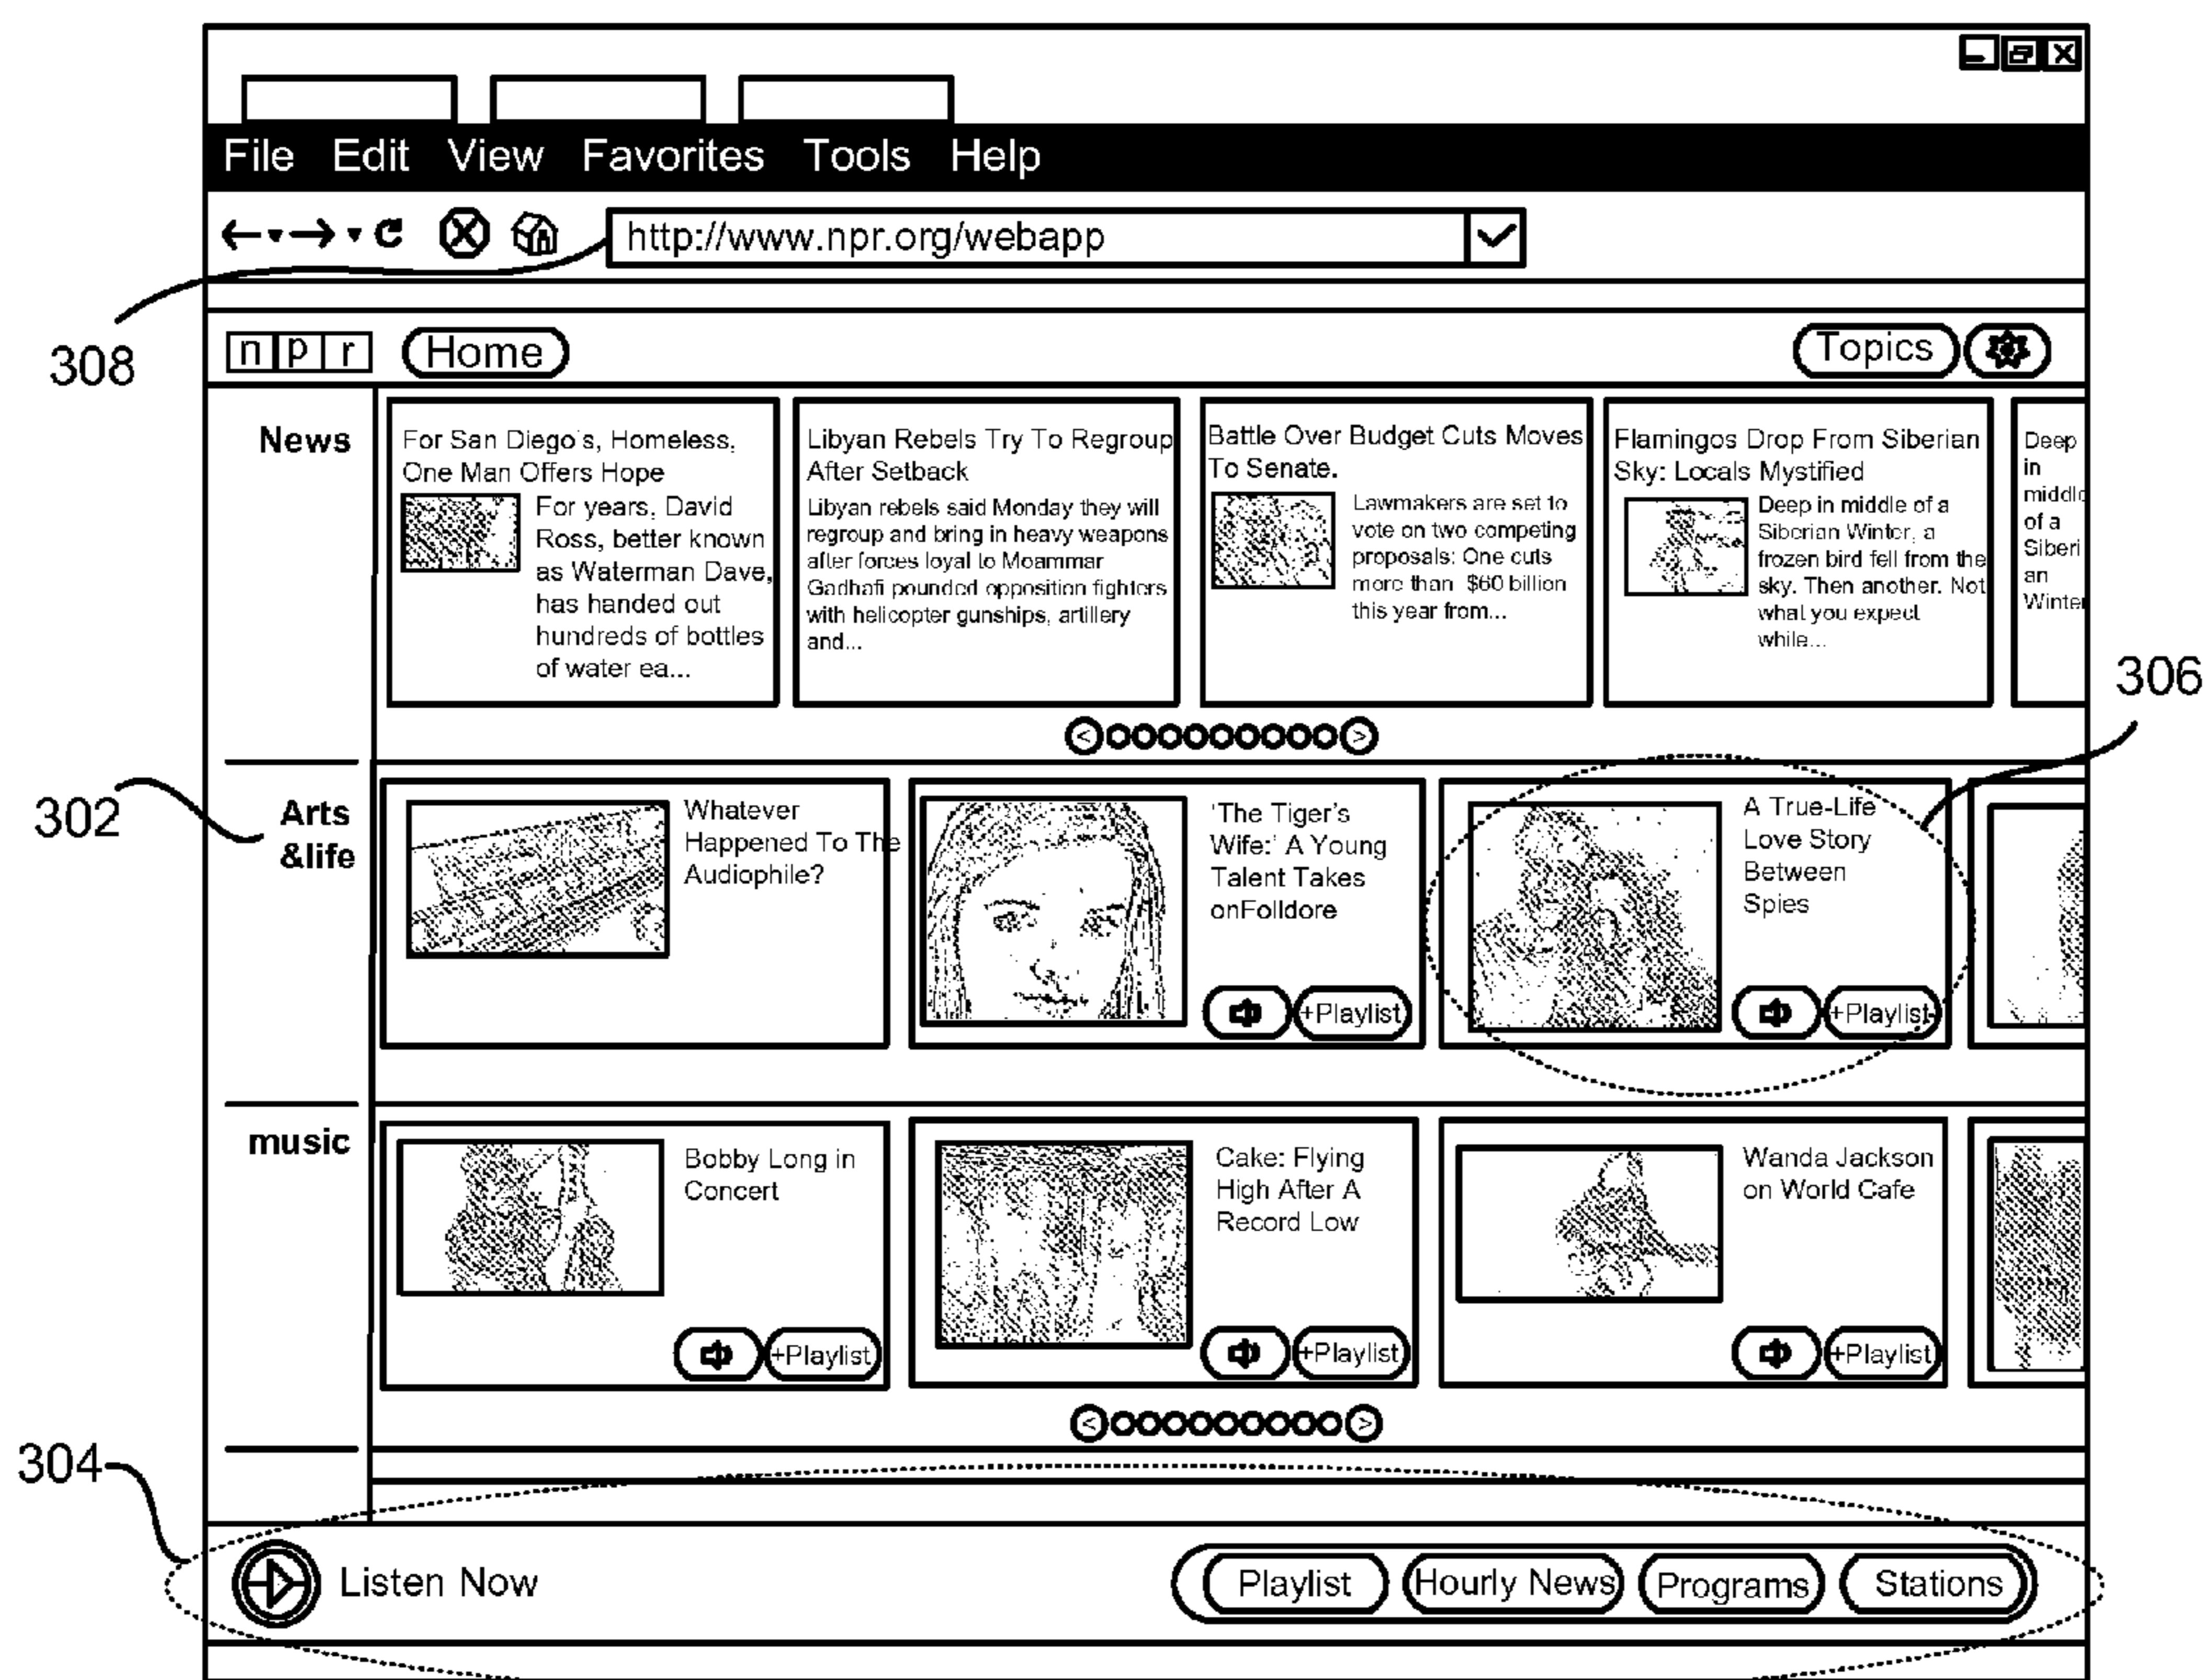 File Edit View Favorites Tools Help
http://www.npr.org/webapp
308
n p r Home Topics
News
For San Diego's, Homeless,
One Man Offers Hope
For years, David
Ross, better known
as Waterman Dave,
has handed out
hundreds of bottles
of water ea...
Libyan Rebels Try To Regroup
After Setback
Libyan rebels said Monday they will
regroup and bring in heavy weapons
after forces loyal to Moammar
Gadhafi pounded opposition fighters
with helicopter gunships, artillery
and...
Battle Over Budget Cuts Moves
To Senate.
Lawmakers are set to
vote on two competing
proposals: One cuts
more than $60 billion
this year from...
Flamingos Drop From Siberian
Sky: Locals Mystified
Deep in middle of a
Siberian Winter, a
frozen bird fell from the
sky. Then another. Not
what you expect
while...
Deep
in
middle
of a
Siberi
an
Winter
306
< >
302
Arts
&life
Whatever
Happened To The
Audiophile?
'The Tiger's
Wife:' A Young
Talent Takes
onFolldore
+Playlist
A True-Life
Love Story
Between
Spies
+Playlist
music
Bobby Long in
Concert
+Playlist
Cake: Flying
High After A
Record Low
+Playlist
Wanda Jackson
on World Cafe
+Playlist
< >
304
Listen Now Playlist Hourly News Programs Stations